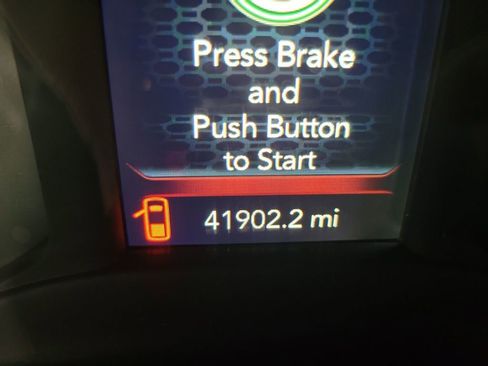 Press Brake
and
Push Button
to Start
41902.2 mi